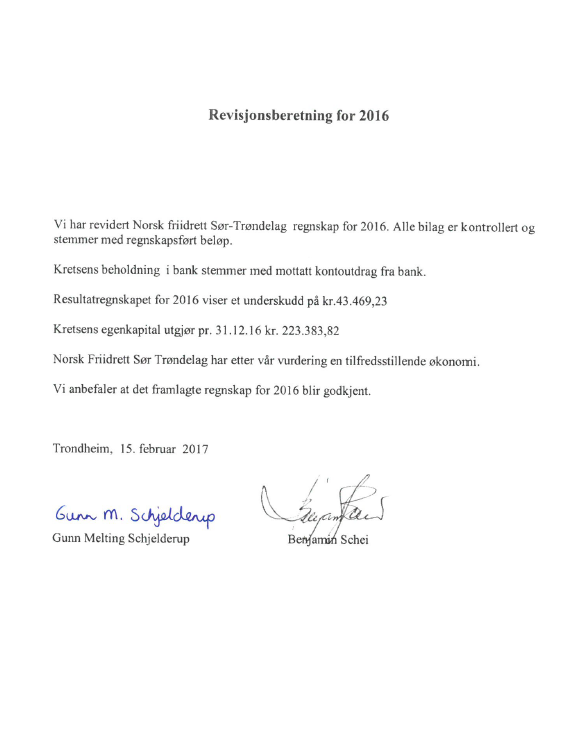 Revisjonsberetning for 2016
Vi har revidert Norsk friidrett Sør-Trøndelag regnskap for 2016. Alle bilag er kontrollert og
stemmer med regnskapsført beløp.
Kretsens beholdning i bank stemmer med mottatt kontoutdrag fra bank.
Resultatregnskapet for 2016 viser et underskudd på kr.43.469,23
Kretsens egenkapital utgjør pr. 31.12.16 kr. 223.383,82
Norsk Friidrett Sør Trøndelag har etter vår vurdering en tilfredsstillende økonomi.
Vi anbefaler at det framlagte regnskap for 2016 blir godkjent.
Trondheim, 15. februar 2017
Gunn M. Schjelderup
Gunn Melting Schjelderup
Benjamin Schei